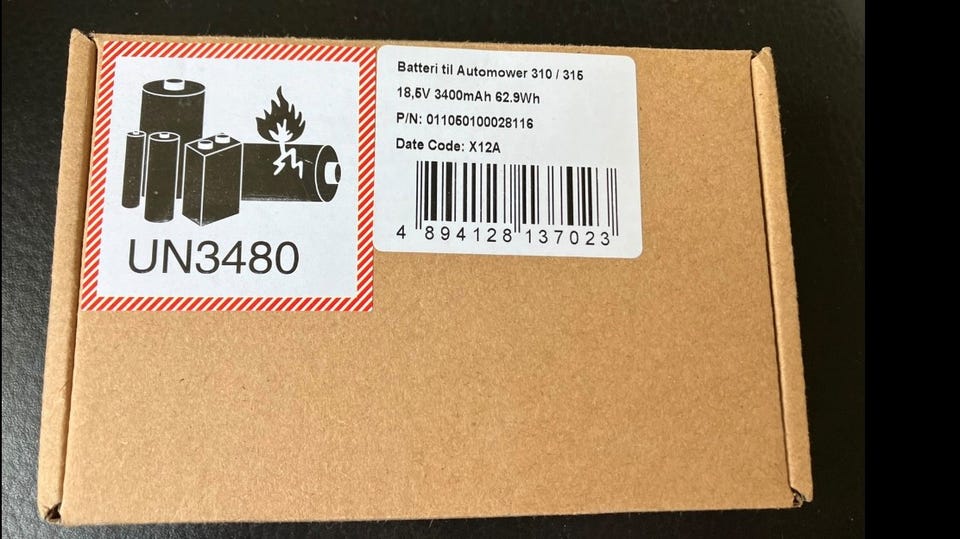 UN3480
Batteri til Automower 310 / 315
18,5V 3400mAh 62.9Wh
P/N: 011050100028116
Date Code: X12A
4 894128 137023